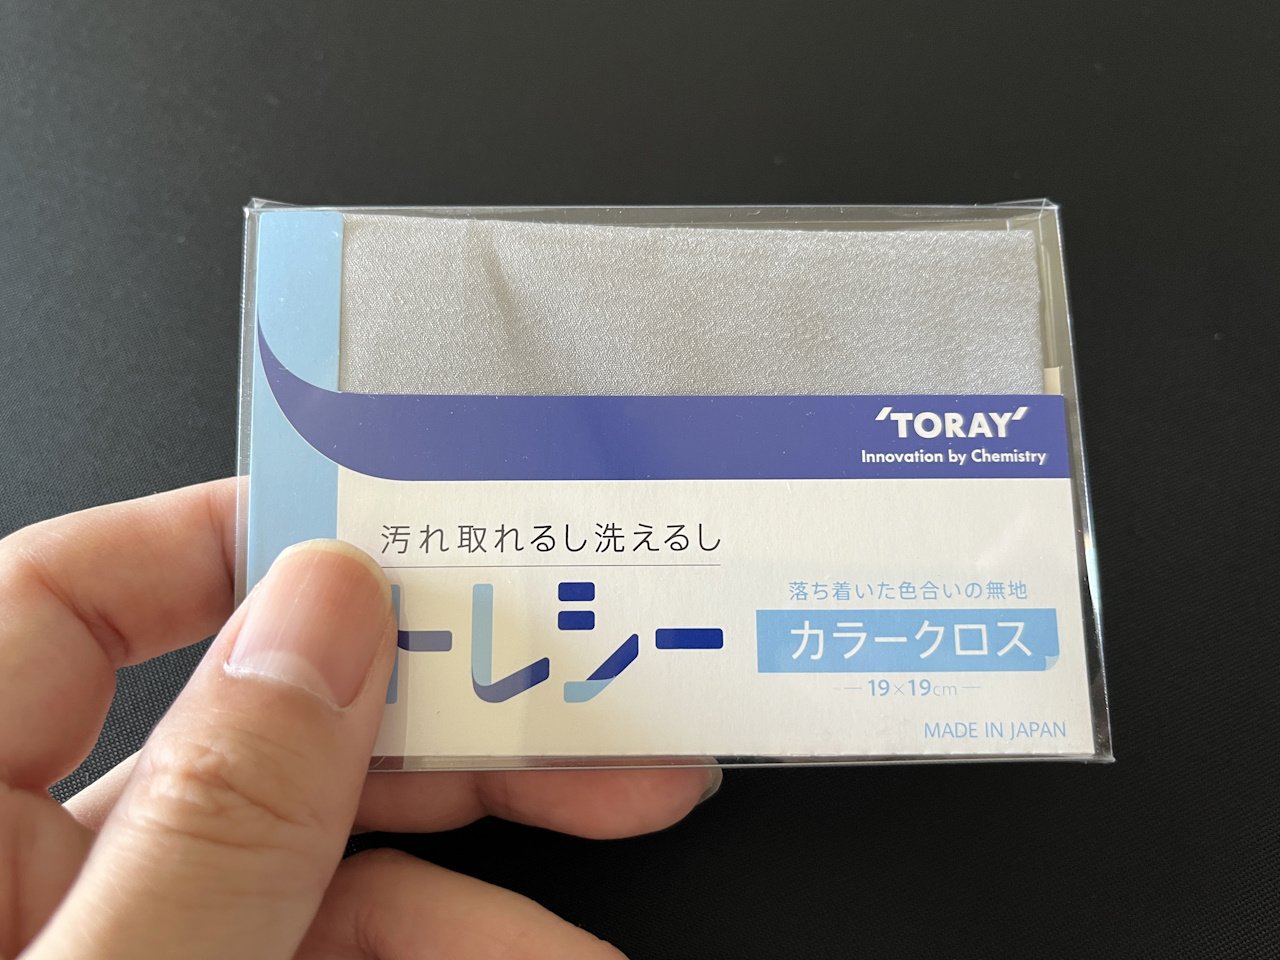 'TORAY'
Innovation by Chemistry
汚れ取れるし洗えるし
トレシー
落ち着いた色合いの無地
カラークロス
19×19cm
MADE IN JAPAN